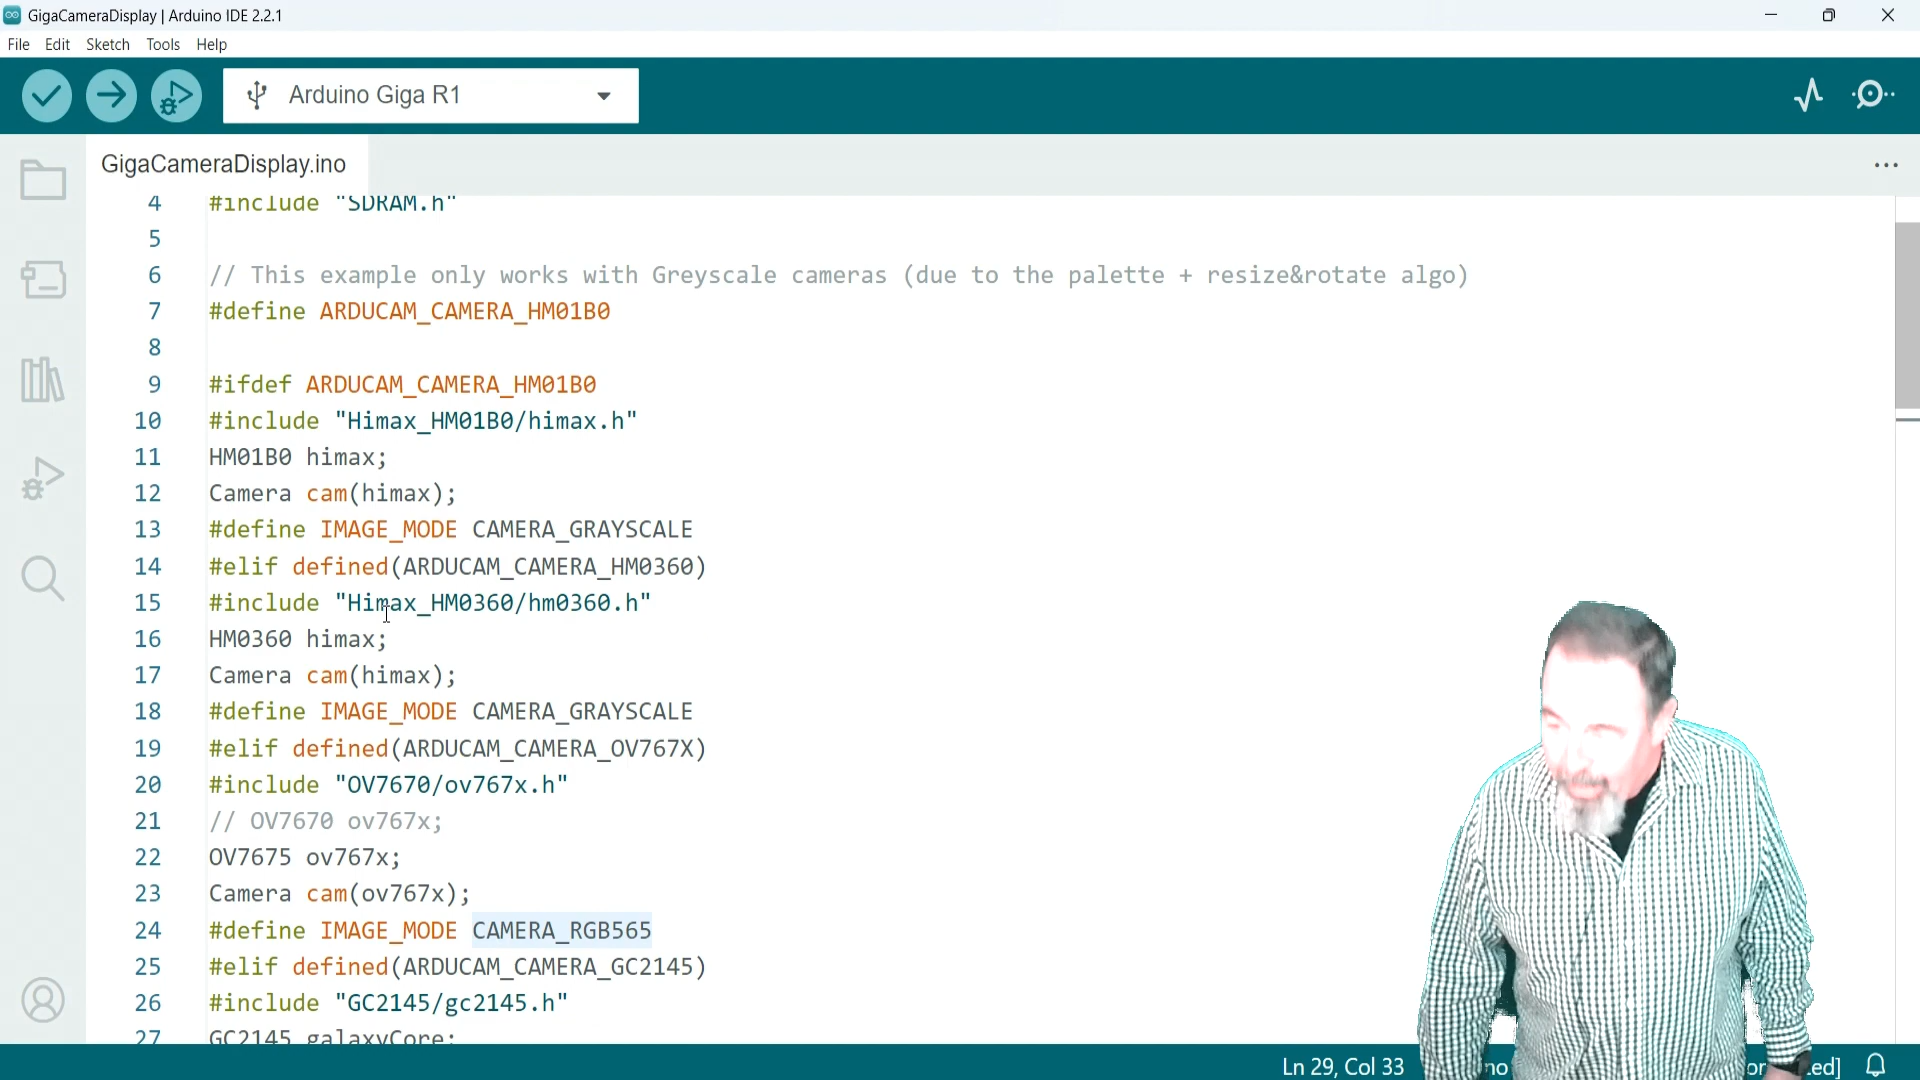 GigaCameraDisplay | Arduino IDE 2.2.1
File Edit Sketch Tools Help
Arduino Giga R1
GigaCameraDisplay.ino
4 #include "SDRAM.h"
5
6 // This example only works with Greyscale cameras (due to the palette + resize&rotate algo)
7 #define ARDUCAM_CAMERA_HM01B0
8
9 #ifdef ARDUCAM_CAMERA_HM01B0
10 #include "Himax_HM01B0/himax.h"
11 HM01B0 himax;
12 Camera cam(himax);
13 #define IMAGE_MODE CAMERA_GRAYSCALE
14 #elif defined(ARDUCAM_CAMERA_HM0360)
15 #include "Himax_HM0360/hm0360.h"
16 HM0360 himax;
17 Camera cam(himax);
18 #define IMAGE_MODE CAMERA_GRAYSCALE
19 #elif defined(ARDUCAM_CAMERA_OV767X)
20 #include "OV7670/ov767x.h"
21 // OV7670 ov767x;
22 OV7675 ov767x;
23 Camera cam(ov767x);
24 #define IMAGE_MODE CAMERA_RGB565
25 #elif defined(ARDUCAM_CAMERA_GC2145)
26 #include "GC2145/gc2145.h"
27 GC2145 galaxyCore;
Ln 29, Col 33